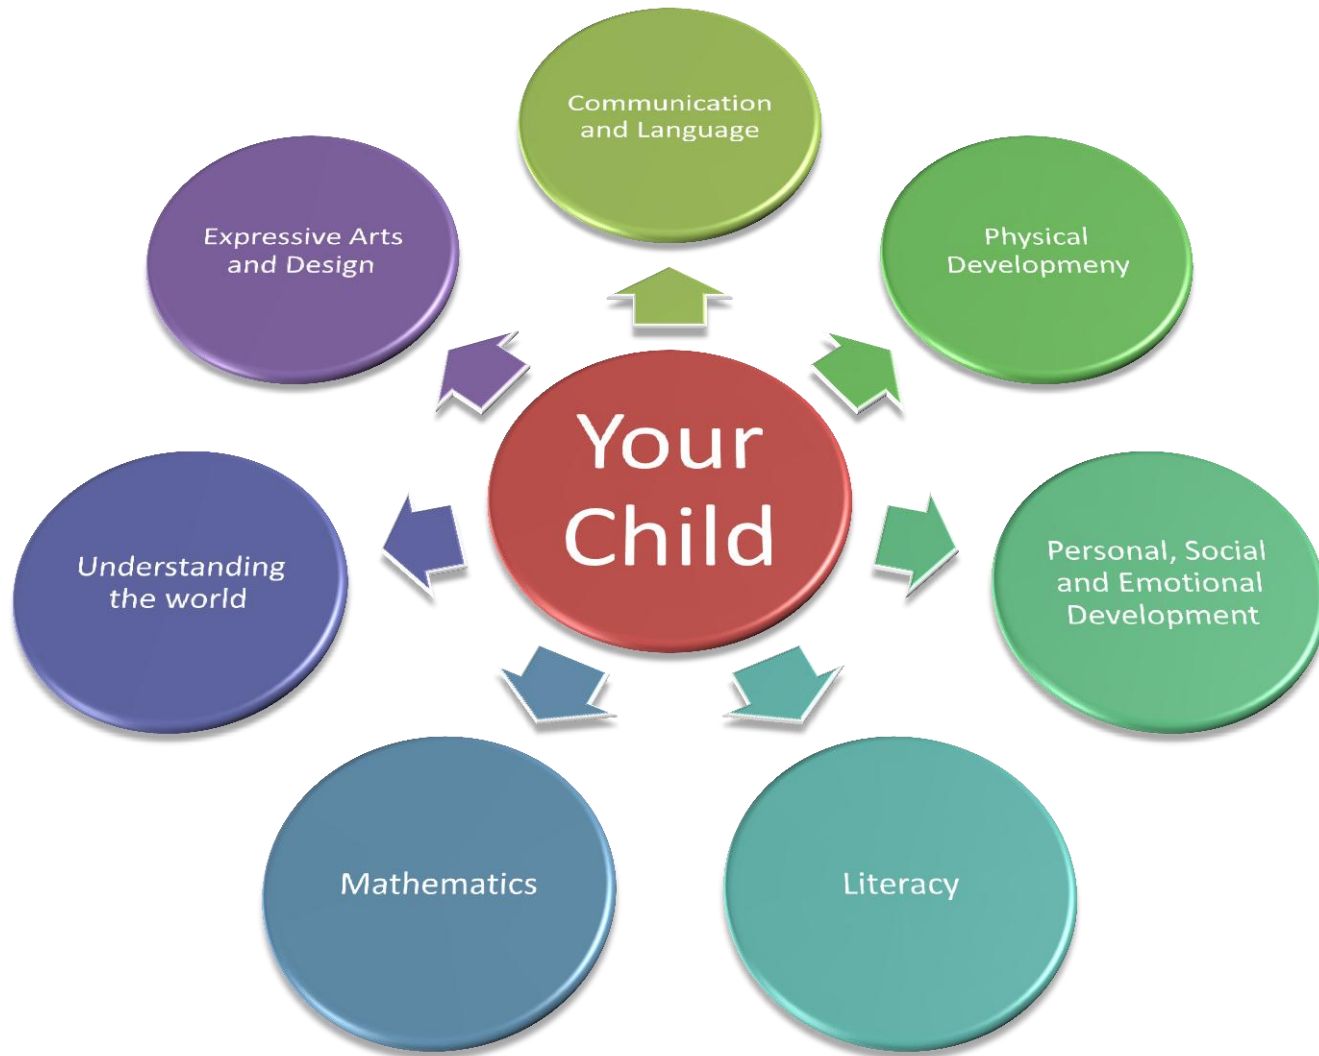 Communication
and Language
Physical
Developmeny
Personal, Social
and Emotional
Development
Literacy
Mathematics
Understanding
the world
Expressive Arts
and Design
Your
Child